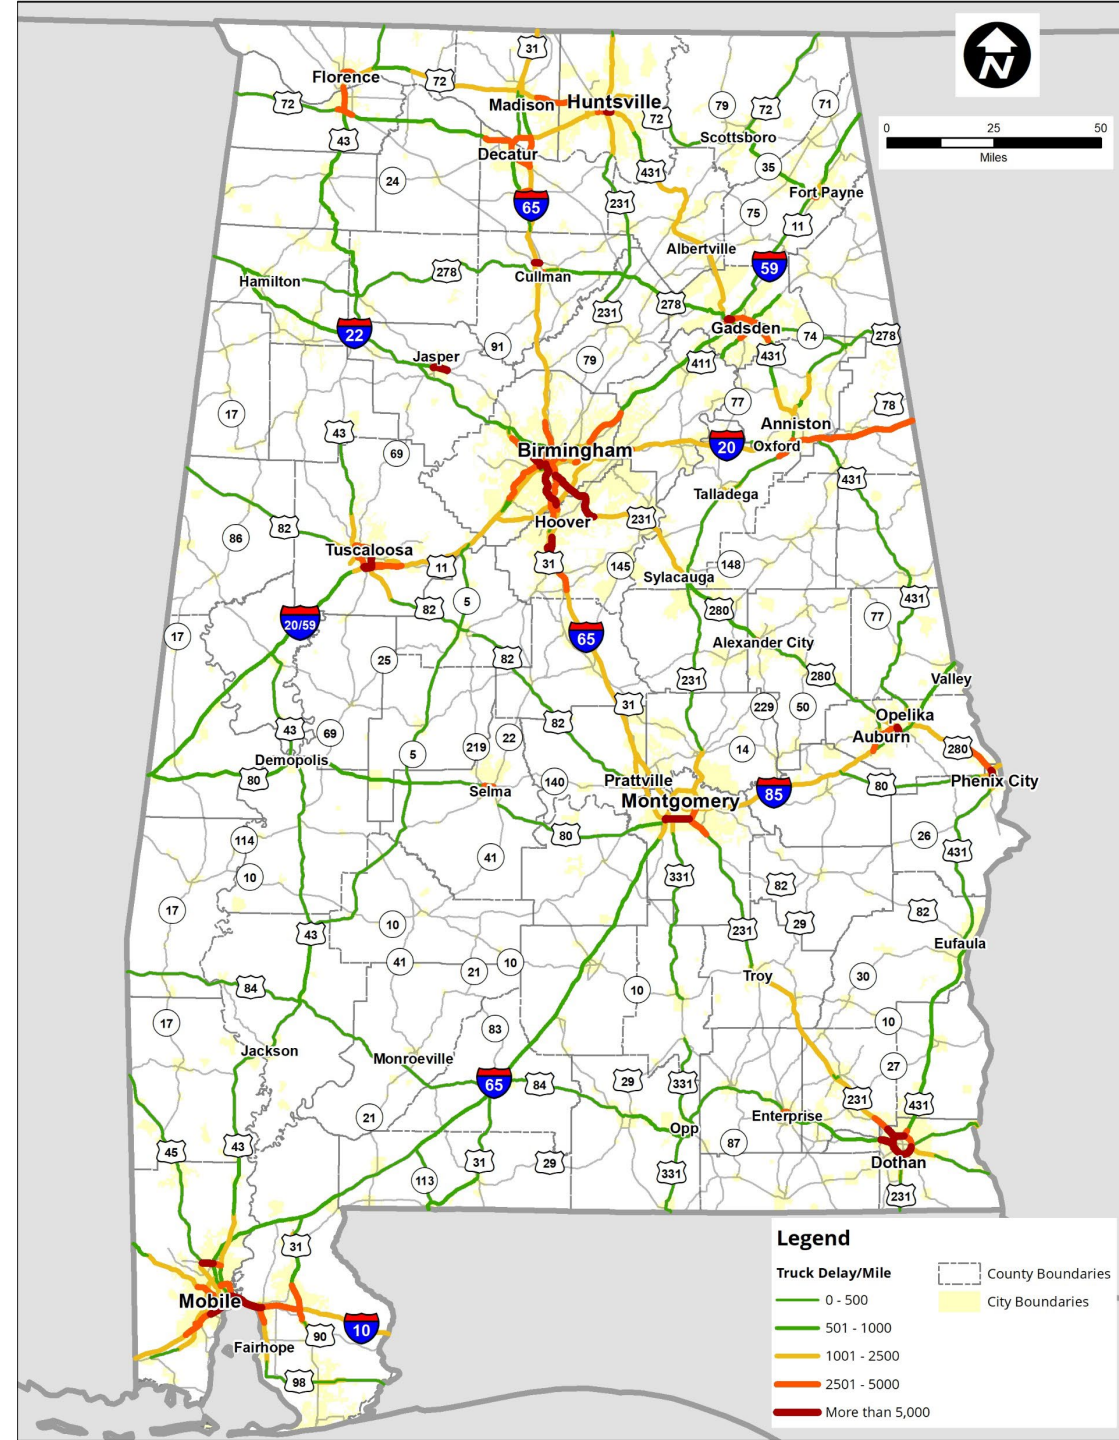 N
0 25 50
Miles
31
Florence
72
72
Madison
Huntsville
79
72
71
72
43
Scottsboro
Decatur
35
24
431
Fort Payne
65
231
75
11
Albertville
59
278
Cullman
Hamilton
278
231
22
Gadsden
74
278
91
Jasper
79
411
431
77
78
17
43
Anniston
69
Birmingham
20
Oxford
431
Talladega
82
Hoover
231
86
Tuscaloosa
31
145
148
11
Sylacauga
5
82
280
431
77
20/59
17
65
Alexander City
25
82
280
Valley
231
31
229
50
Opelika
43
69
82
Auburn
219
22
14
280
5
Demopolis
80
140
Prattville
Phenix City
Selma
85
80
Montgomery
114
80
26
41
431
10
331
82
17
10
82
43
231
29
Eufaula
41
21
10
Troy
30
84
10
17
10
83
Jackson
Monroeville
27
65
84
29
331
231
431
21
Enterprise
43
Opp
87
45
31
29
Dothan
113
331
231
31
Mobile
10
90
Fairhope
98
Legend
Truck Delay/Mile
0 - 500
501 - 1000
1001 - 2500
2501 - 5000
More than 5,000
County Boundaries
City Boundaries